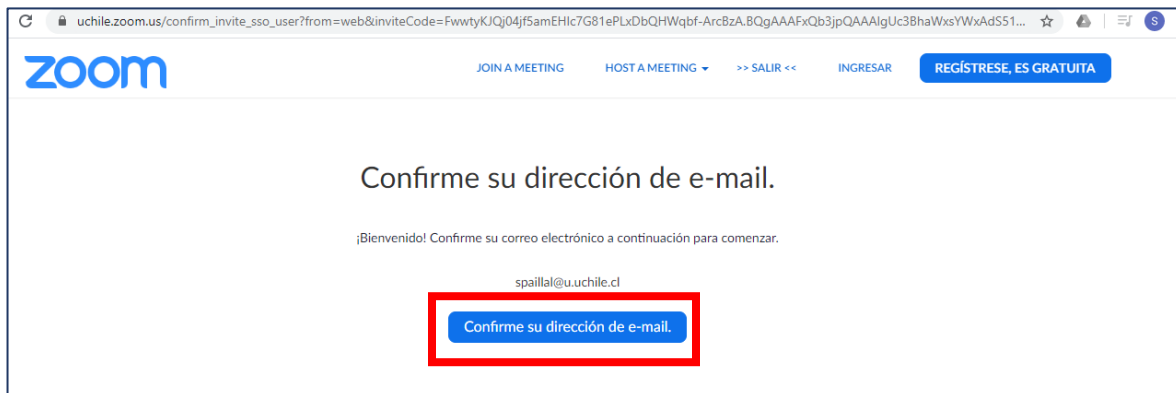 uchile.zoom.us/confirm_invite_sso_user?from=web&inviteCode=FwwtyKJQj04jf5amEHIc7G81ePLxDbQHWqbf-ArcBzA.BQgAAAFxQb3jpQAAAIgUc3BhaWxsYWxAdS51... S
zoom JOIN A MEETING HOST A MEETING >> SALIR << INGRESAR REGÍSTRESE, ES GRATUITA
Confirme su dirección de e-mail.
¡Bienvenido! Confirme su correo electrónico a continuación para comenzar.
spaillal@u.uchile.cl
Confirme su dirección de e-mail.